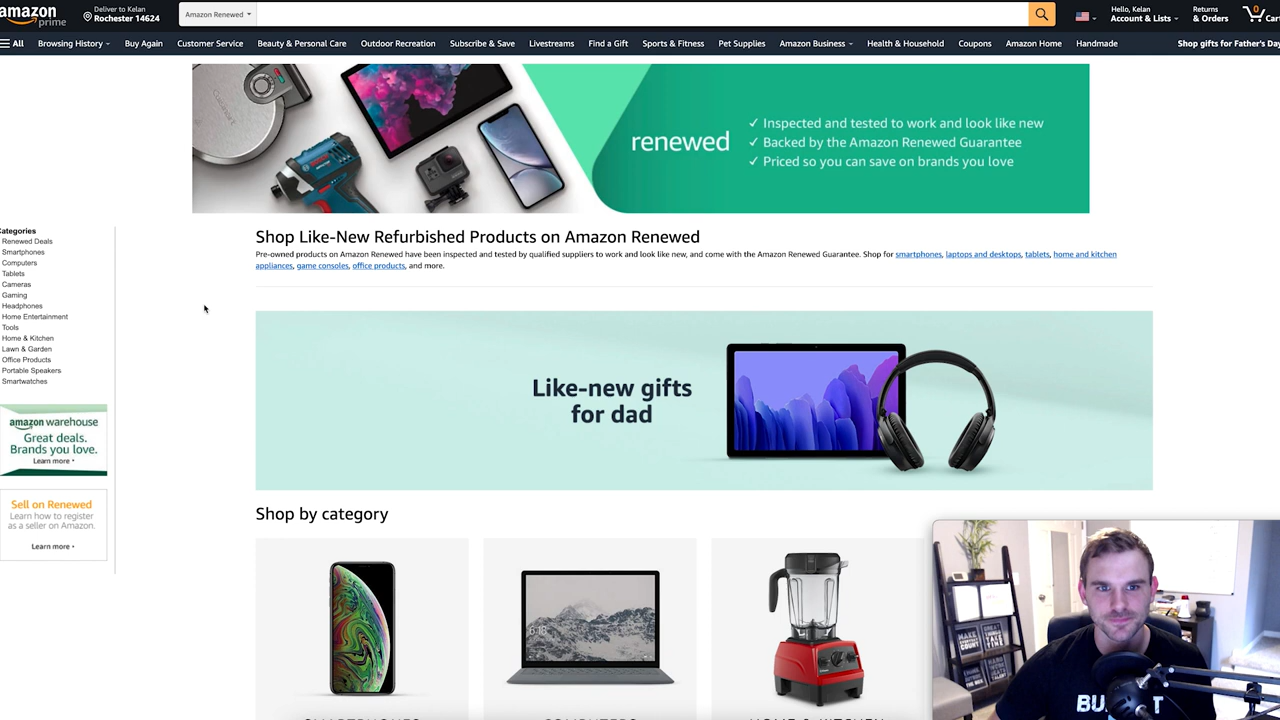 amazon
prime
Deliver to Kelan
Rochester 14624
Amazon Renewed
Hello, Kelan
Account & Lists
Returns
& Orders
0
All
Browsing History
Buy Again
Customer Service
Beauty & Personal Care
Outdoor Recreation
Subscribe & Save
Livestreams
Find a Gift
Sports & Fitness
Pet Supplies
Amazon Business
Health & Household
Coupons
Amazon Home
Handmade
Shop gifts for Father's Day
renewed
✓ Inspected and tested to work and look like new
✓ Backed by the Amazon Renewed Guarantee
✓ Priced so you can save on brands you love
Categories
Renewed Deals
Smartphones
Computers
Tablets
Cameras
Gaming
Headphones
Home Entertainment
Tools
Home & Kitchen
Lawn & Garden
Office Products
Portable Speakers
Smartwatches
amazon warehouse
Great deals.
Brands you love.
Learn more
Sell on Renewed
Learn how to register
as a seller on Amazon.
Learn more
Shop Like-New Refurbished Products on Amazon Renewed
Pre-owned products on Amazon Renewed have been inspected and tested by qualified suppliers to work and look like new, and come with the Amazon Renewed Guarantee. Shop for smartphones, laptops and desktops, tablets, home and kitchen
appliances, game consoles, office products, and more.
Like-new gifts
for dad
Shop by category
6:18
SMARTPHONES
COMPUTERS
HOME & KITCHEN